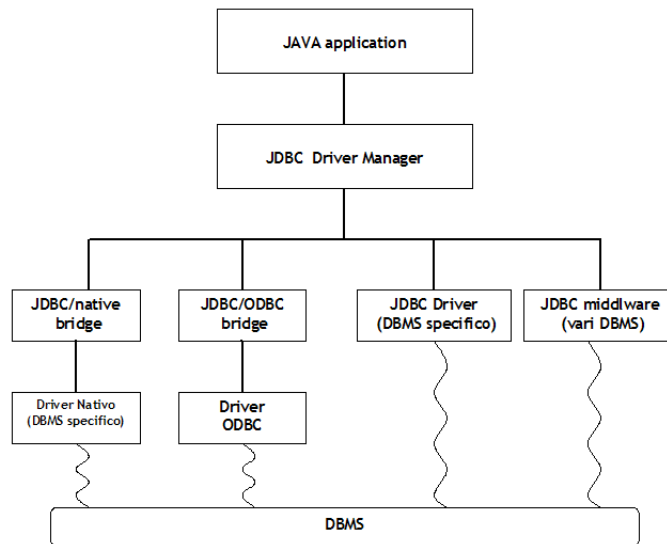 JAVA application
JDBC Driver Manager
JDBC/native
bridge
JDBC/ODBC
bridge
JDBC Driver
(DBMS specifico)
JDBC middlware
(vari DBMS)
Driver Nativo
(DBMS specifico)
Driver
ODBC
DBMS